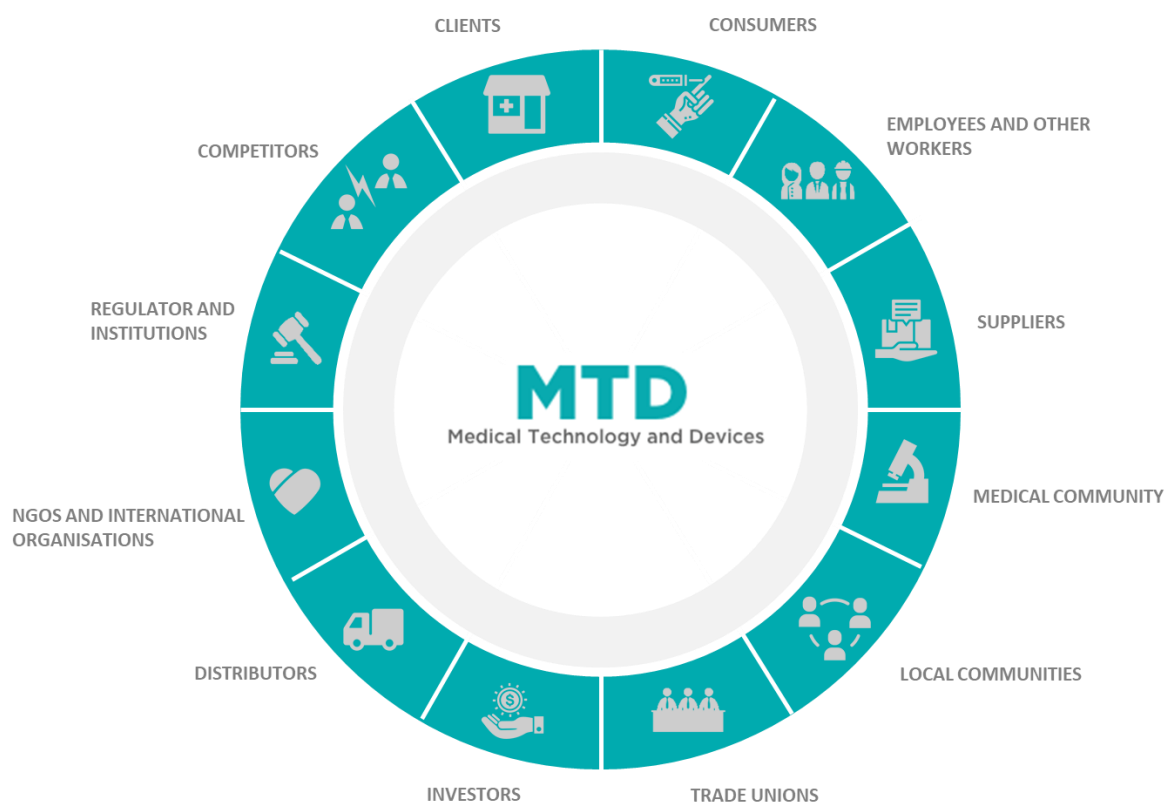 CLIENTS
CONSUMERS
EMPLOYEES AND OTHER
WORKERS
COMPETITORS
REGULATOR AND
INSTITUTIONS
SUPPLIERS
MTD
Medical Technology and Devices
MEDICAL COMMUNITY
NGOS AND INTERNATIONAL
ORGANISATIONS
LOCAL COMMUNITIES
DISTRIBUTORS
INVESTORS
TRADE UNIONS